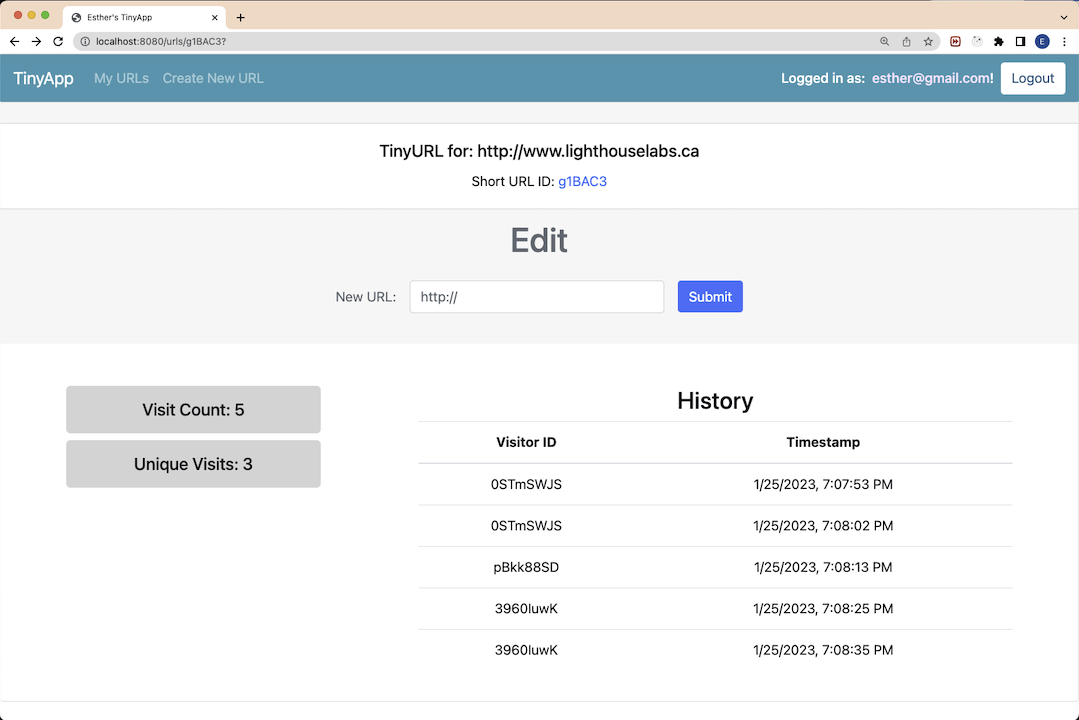 Esther's TinyApp
localhost:8080/urls/g1BAC3?
E
TinyApp My URLs Create New URL Logged in as: esther@gmail.com! Logout
TinyURL for: http://www.lighthouselabs.ca
Short URL ID: g1BAC3
Edit
New URL: http:// Submit
Visit Count: 5
Unique Visits: 3
History
Visitor ID Timestamp
0STmSWJS 1/25/2023, 7:07:53 PM
0STmSWJS 1/25/2023, 7:08:02 PM
pBkk88SD 1/25/2023, 7:08:13 PM
3960luwK 1/25/2023, 7:08:25 PM
3960luwK 1/25/2023, 7:08:35 PM